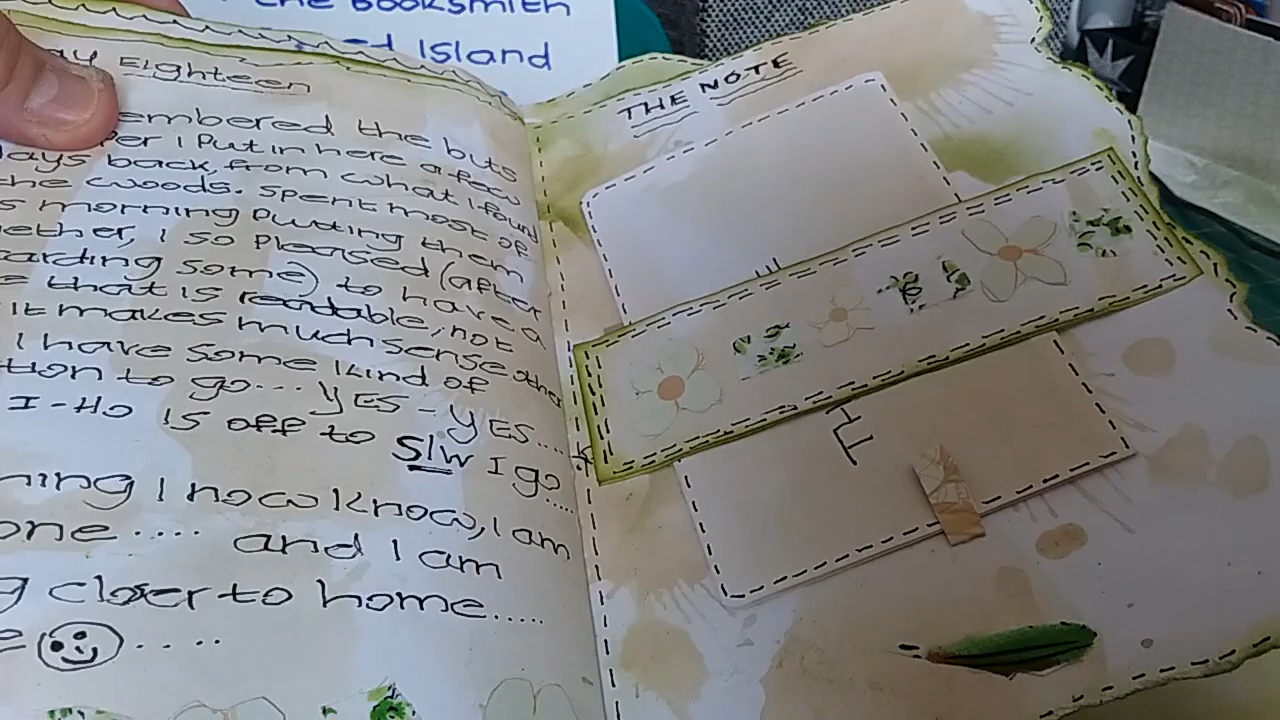 the Booksmith
Island
ay Eighteen
embered the bits
per I Put in here a few
days back, from what I found
the woods. Spent most of
s morning Putting them
ether, I so Pleased (after
carding some) to have a
e that is readable, not
it makes much sense other
I have some kind of
tion to go.... YES - YES....
I-Ho is off to SIW I go....
ning I now know, I am
one .... and I am
g closer to home.....
THE NOTE